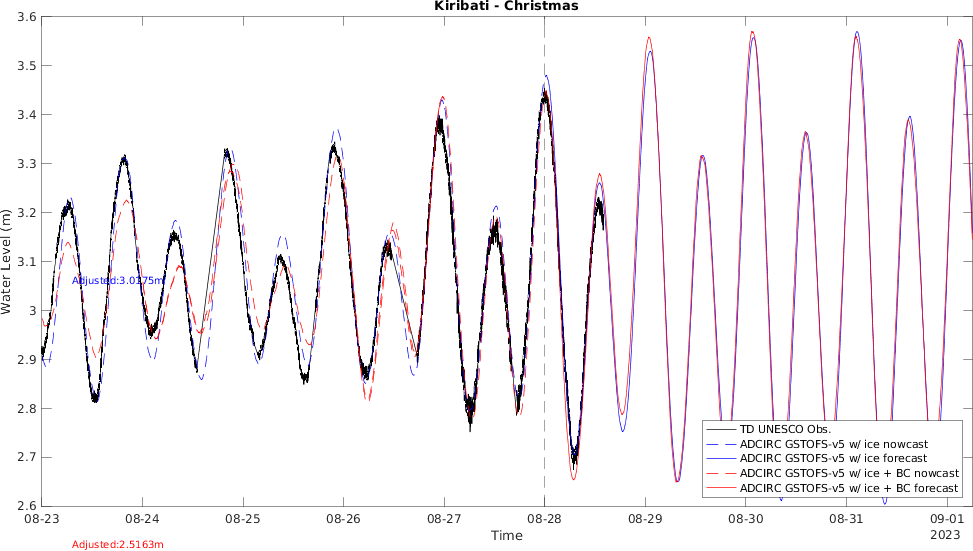 Kiribati - Christmas
Water Level (m)
3.6
3.5
3.4
3.3
3.2
3.1
3
2.9
2.8
2.7
2.6
Adjusted:3.0175m
TD UNESCO Obs.
ADCIRC GSTOFS-v5 w/ ice nowcast
ADCIRC GSTOFS-v5 w/ ice forecast
ADCIRC GSTOFS-v5 w/ ice + BC nowcast
ADCIRC GSTOFS-v5 w/ ice + BC forecast
08-23 08-24 08-25 08-26 08-27 08-28 08-29 08-30 08-31 09-01
2023
Time
Adjusted:2.5163m